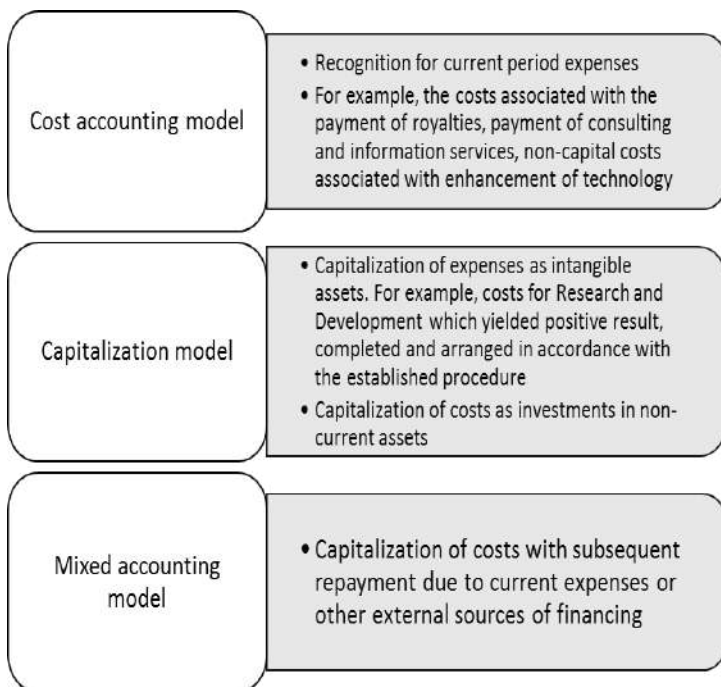 Cost accounting model
• Recognition for current period expenses
• For example, the costs associated with the
payment of royalties, payment of consulting
and information services, non-capital costs
associated with enhancement of technology
Capitalization model
• Capitalization of expenses as intangible
assets. For example, costs for Research and
Development which yielded positive result,
completed and arranged in accordance with
the established procedure
• Capitalization of costs as investments in non-
current assets
Mixed accounting
model
• Capitalization of costs with subsequent
repayment due to current expenses or
other external sources of financing